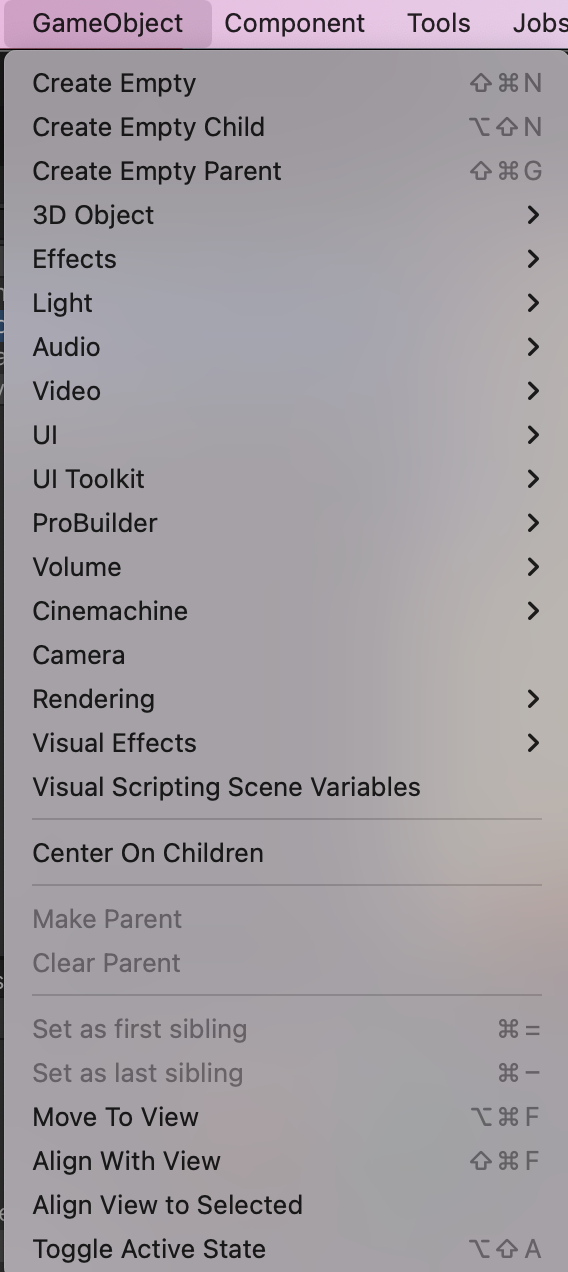 GameObject Component Tools Jobs
Create Empty ⇧⌘N
Create Empty Child ⌥⇧N
Create Empty Parent ⇧⌘G
3D Object
Effects
Light
Audio
Video
UI
UI Toolkit
ProBuilder
Volume
Cinemachine
Camera
Rendering
Visual Effects
Visual Scripting Scene Variables
Center On Children
Make Parent
Clear Parent
Set as first sibling ⌘=
Set as last sibling ⌘−
Move To View ⌥⌘F
Align With View ⇧⌘F
Align View to Selected
Toggle Active State ⌥⇧A